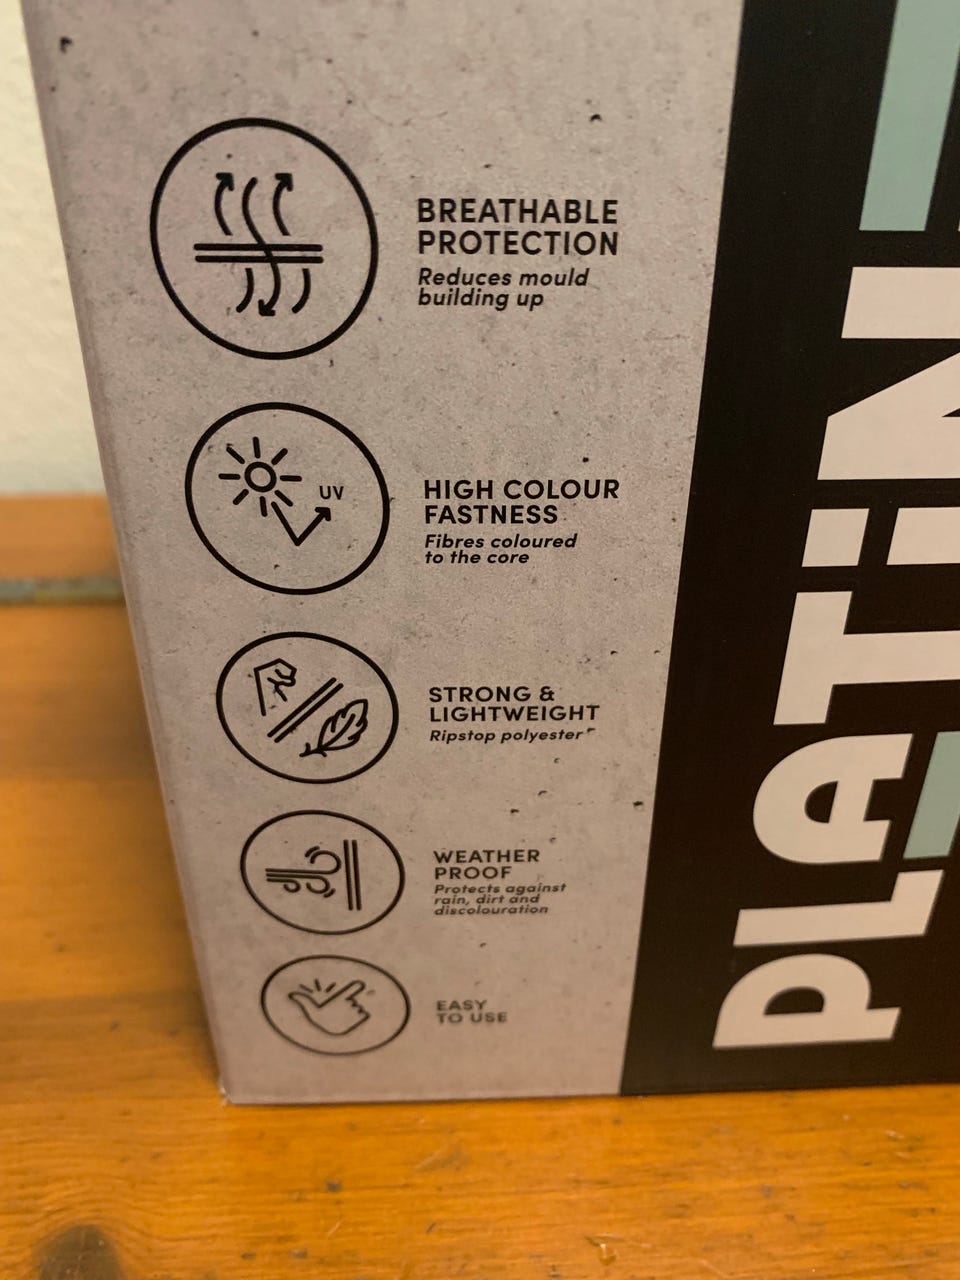 BREATHABLE
PROTECTION
Reduces mould
building up
UV
HIGH COLOUR
FASTNESS
Fibres coloured
to the core
STRONG &
LIGHTWEIGHT
Ripstop polyester
WEATHER
PROOF
Protects against
rain, dirt and
discolouration
EASY
TO USE
PLATiN